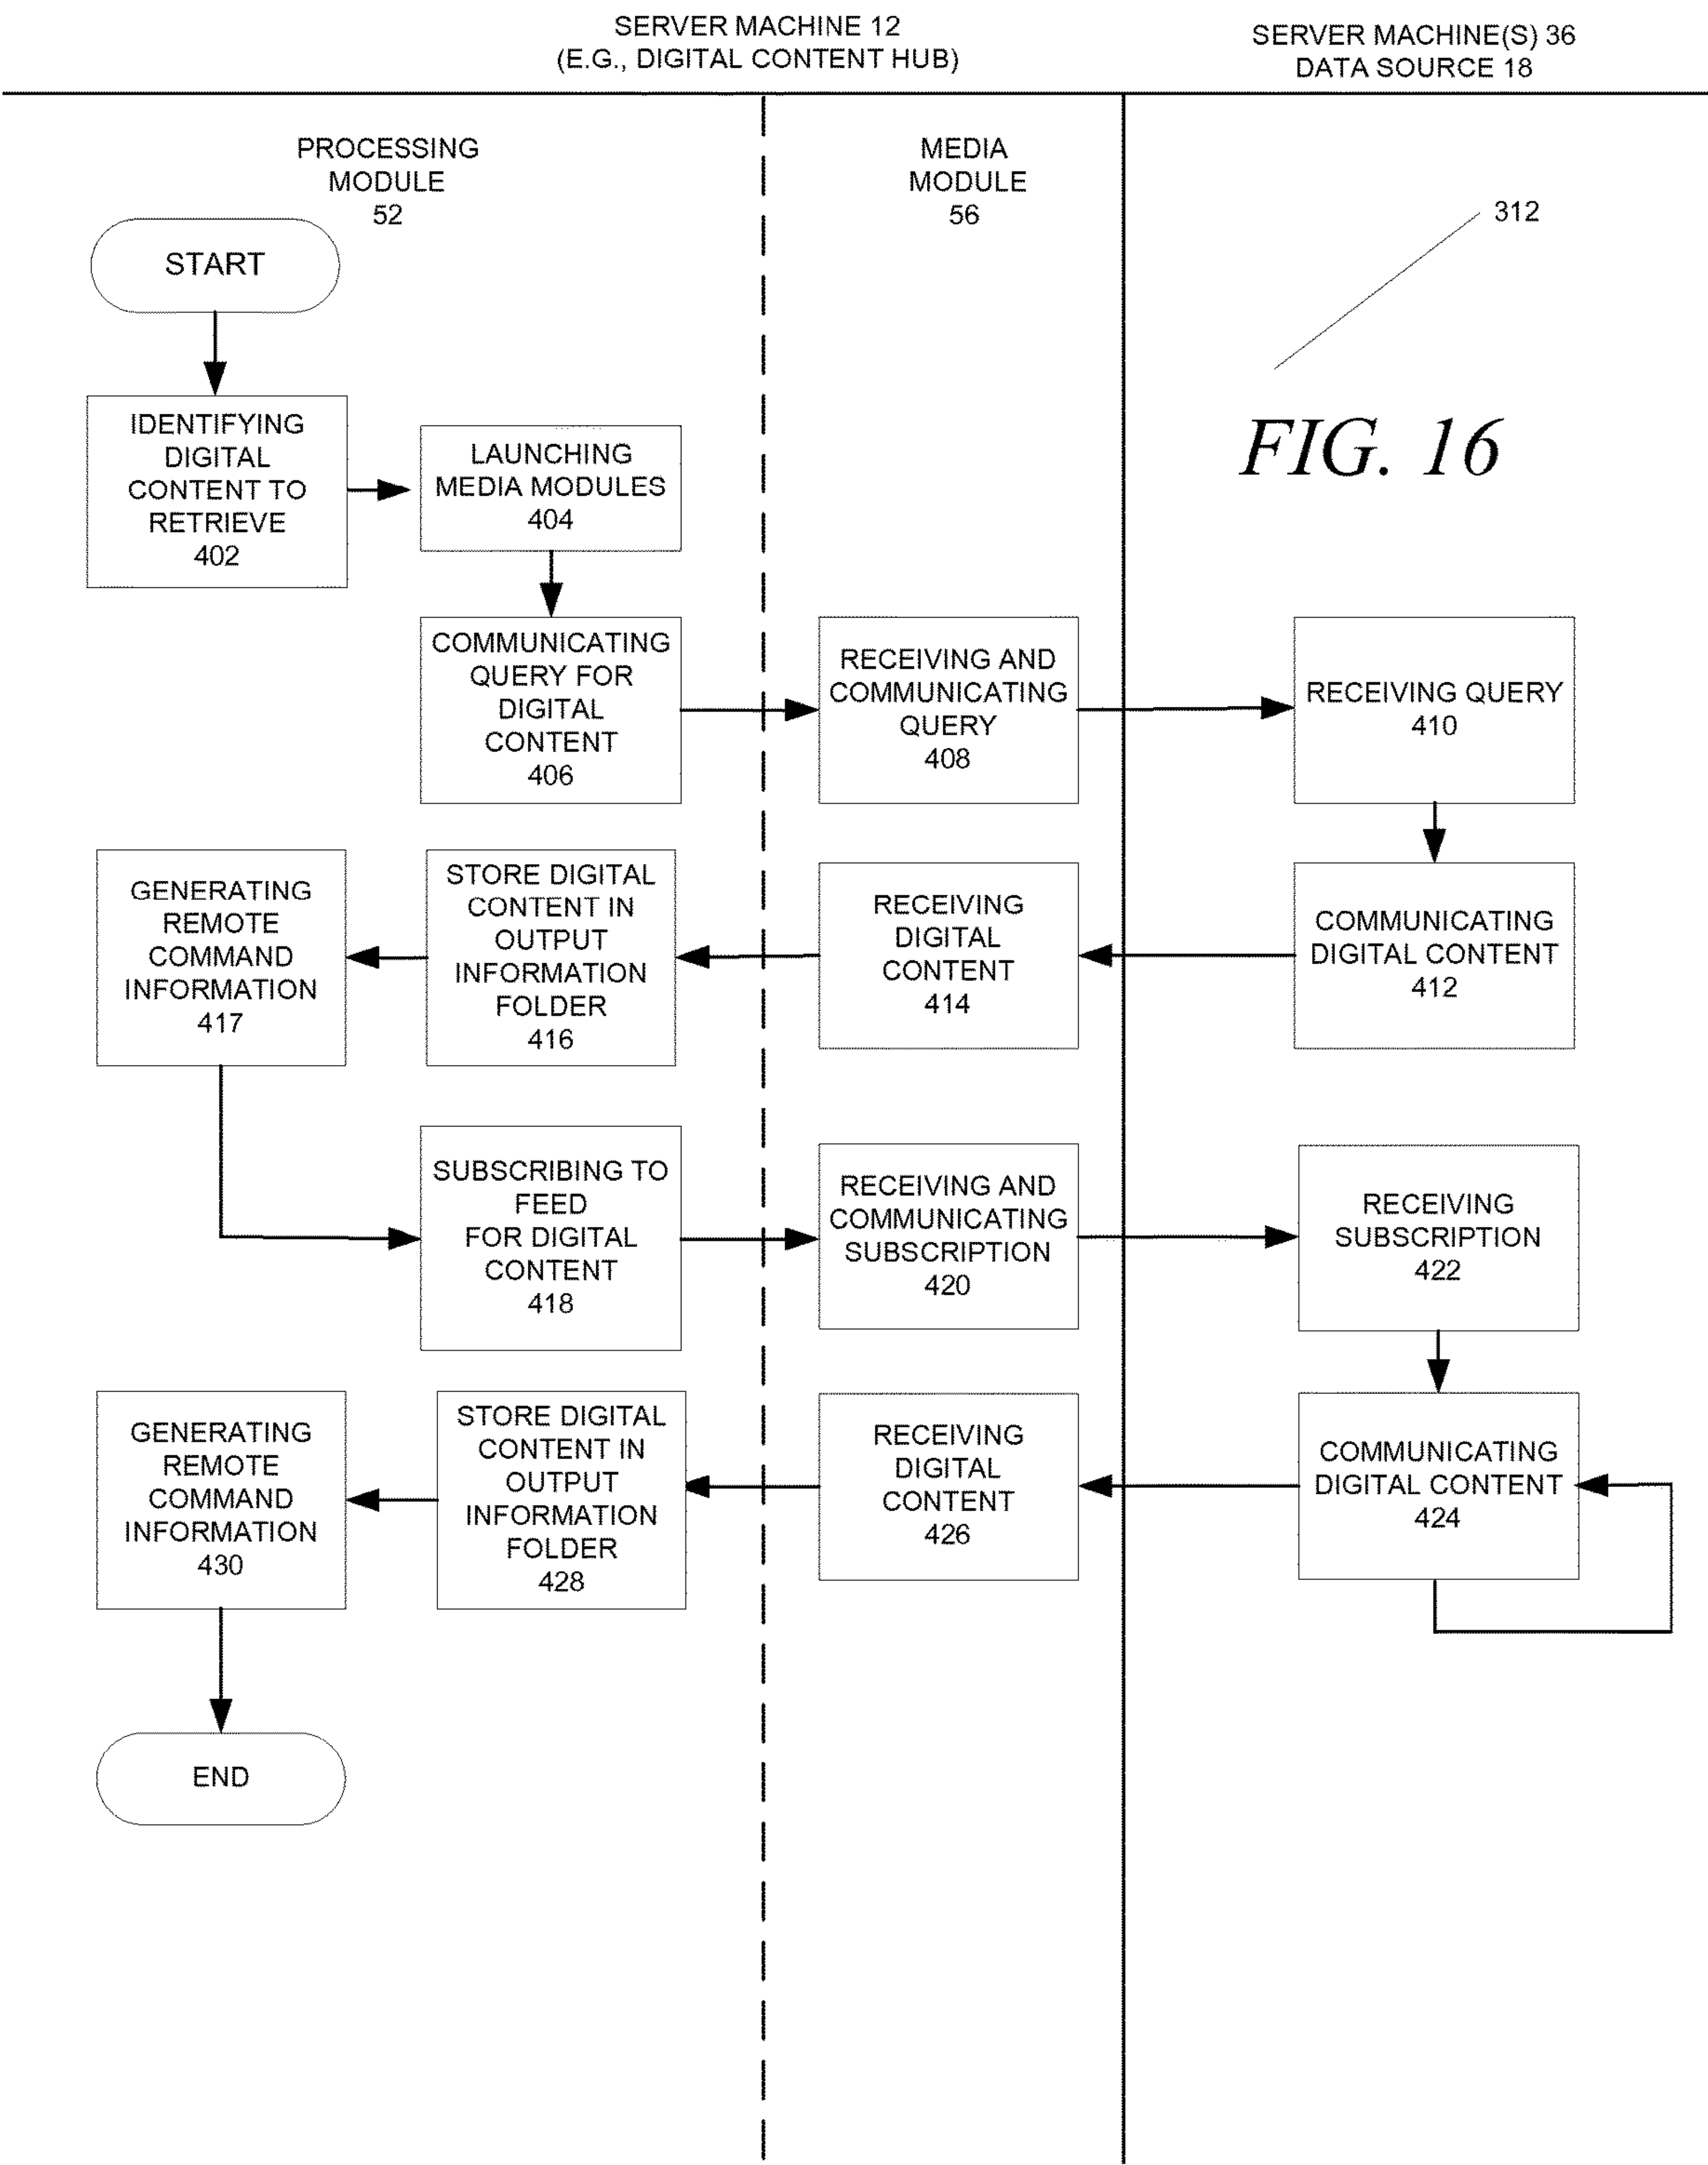 SERVER MACHINE 12
(E.G., DIGITAL CONTENT HUB)
SERVER MACHINE(S) 36
DATA SOURCE 18
PROCESSING
MODULE
52
MEDIA
MODULE
56
312
START
FIG. 16
IDENTIFYING
DIGITAL
CONTENT TO
RETRIEVE
402
LAUNCHING
MEDIA MODULES
404
COMMUNICATING
QUERY FOR
DIGITAL
CONTENT
406
RECEIVING AND
COMMUNICATING
QUERY
408
RECEIVING QUERY
410
GENERATING
REMOTE
COMMAND
INFORMATION
417
STORE DIGITAL
CONTENT IN
OUTPUT
INFORMATION
FOLDER
416
RECEIVING
DIGITAL
CONTENT
414
COMMUNICATING
DIGITAL CONTENT
412
SUBSCRIBING TO
FEED
FOR DIGITAL
CONTENT
418
RECEIVING AND
COMMUNICATING
SUBSCRIPTION
420
RECEIVING
SUBSCRIPTION
422
GENERATING
REMOTE
COMMAND
INFORMATION
430
STORE DIGITAL
CONTENT IN
OUTPUT
INFORMATION
FOLDER
428
RECEIVING
DIGITAL
CONTENT
426
COMMUNICATING
DIGITAL CONTENT
424
END